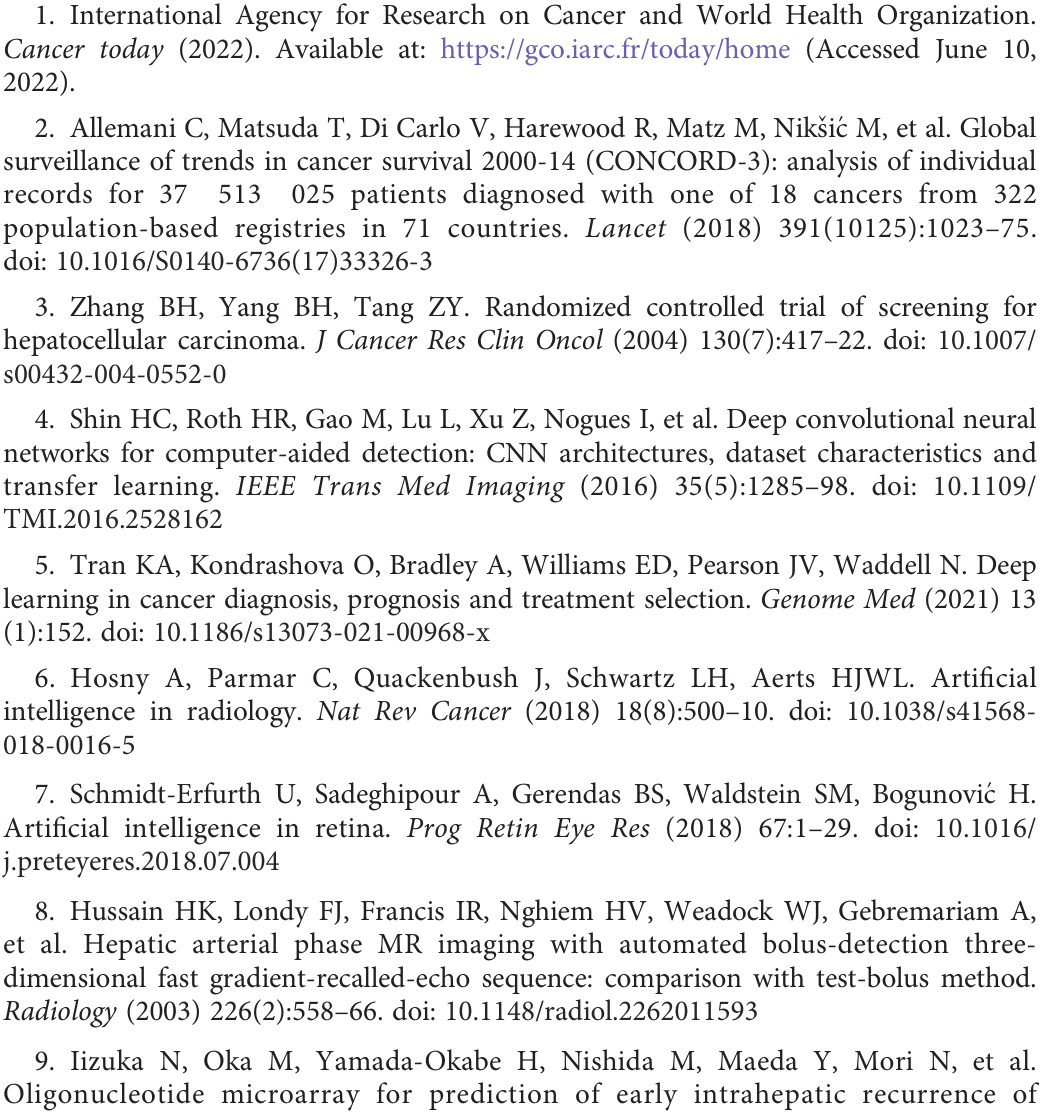 1. International Agency for Research on Cancer and World Health Organization.
Cancer today (2022). Available at: https://gco.iarc.fr/today/home (Accessed June 10,
2022).
2. Allemani C, Matsuda T, Di Carlo V, Harewood R, Matz M, Nikšić M, et al. Global
surveillance of trends in cancer survival 2000-14 (CONCORD-3): analysis of individual
records for 37 513 025 patients diagnosed with one of 18 cancers from 322
population-based registries in 71 countries. Lancet (2018) 391(10125):1023–75.
doi: 10.1016/S0140-6736(17)33326-3
3. Zhang BH, Yang BH, Tang ZY. Randomized controlled trial of screening for
hepatocellular carcinoma. J Cancer Res Clin Oncol (2004) 130(7):417–22. doi: 10.1007/
s00432-004-0552-0
4. Shin HC, Roth HR, Gao M, Lu L, Xu Z, Nogues I, et al. Deep convolutional neural
networks for computer-aided detection: CNN architectures, dataset characteristics and
transfer learning. IEEE Trans Med Imaging (2016) 35(5):1285–98. doi: 10.1109/
TMI.2016.2528162
5. Tran KA, Kondrashova O, Bradley A, Williams ED, Pearson JV, Waddell N. Deep
learning in cancer diagnosis, prognosis and treatment selection. Genome Med (2021) 13
(1):152. doi: 10.1186/s13073-021-00968-x
6. Hosny A, Parmar C, Quackenbush J, Schwartz LH, Aerts HJWL. Artificial
intelligence in radiology. Nat Rev Cancer (2018) 18(8):500–10. doi: 10.1038/s41568-
018-0016-5
7. Schmidt-Erfurth U, Sadeghipour A, Gerendas BS, Waldstein SM, Bogunović H.
Artificial intelligence in retina. Prog Retin Eye Res (2018) 67:1–29. doi: 10.1016/
j.preteyeres.2018.07.004
8. Hussain HK, Londy FJ, Francis IR, Nghiem HV, Weadock WJ, Gebremariam A,
et al. Hepatic arterial phase MR imaging with automated bolus-detection three-
dimensional fast gradient-recalled-echo sequence: comparison with test-bolus method.
Radiology (2003) 226(2):558–66. doi: 10.1148/radiol.2262011593
9. Iizuka N, Oka M, Yamada-Okabe H, Nishida M, Maeda Y, Mori N, et al.
Oligonucleotide microarray for prediction of early intrahepatic recurrence of